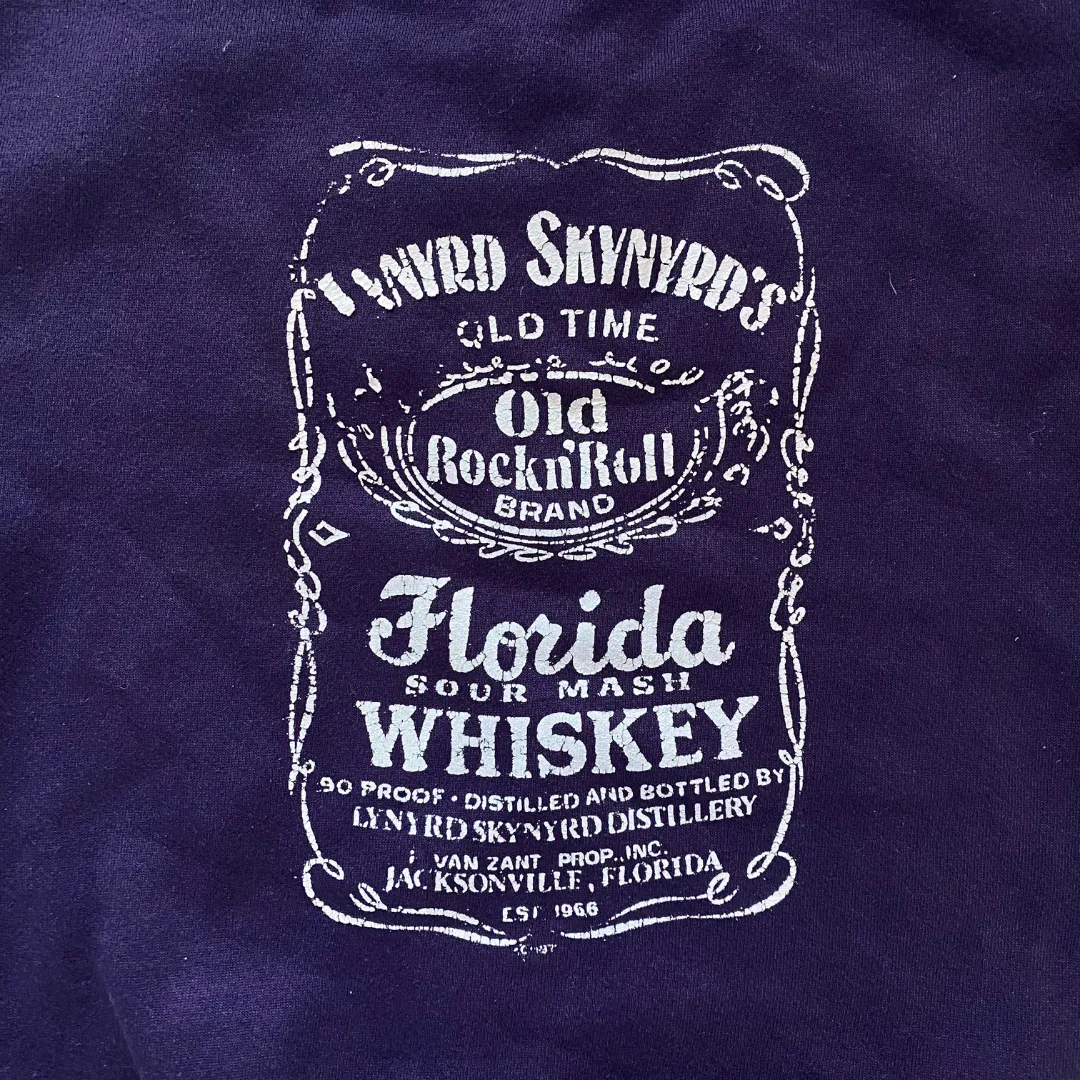 LYNYRD SKYNYRD'S
OLD TIME
Old
Rock n' Roll
BRAND
Florida
SOUR MASH
WHISKEY
90 PROOF · DISTILLED AND BOTTLED BY
LYNYRD SKYNYRD DISTILLERY
VAN ZANT PROP., INC.
JACKSONVILLE, FLORIDA
EST 1966